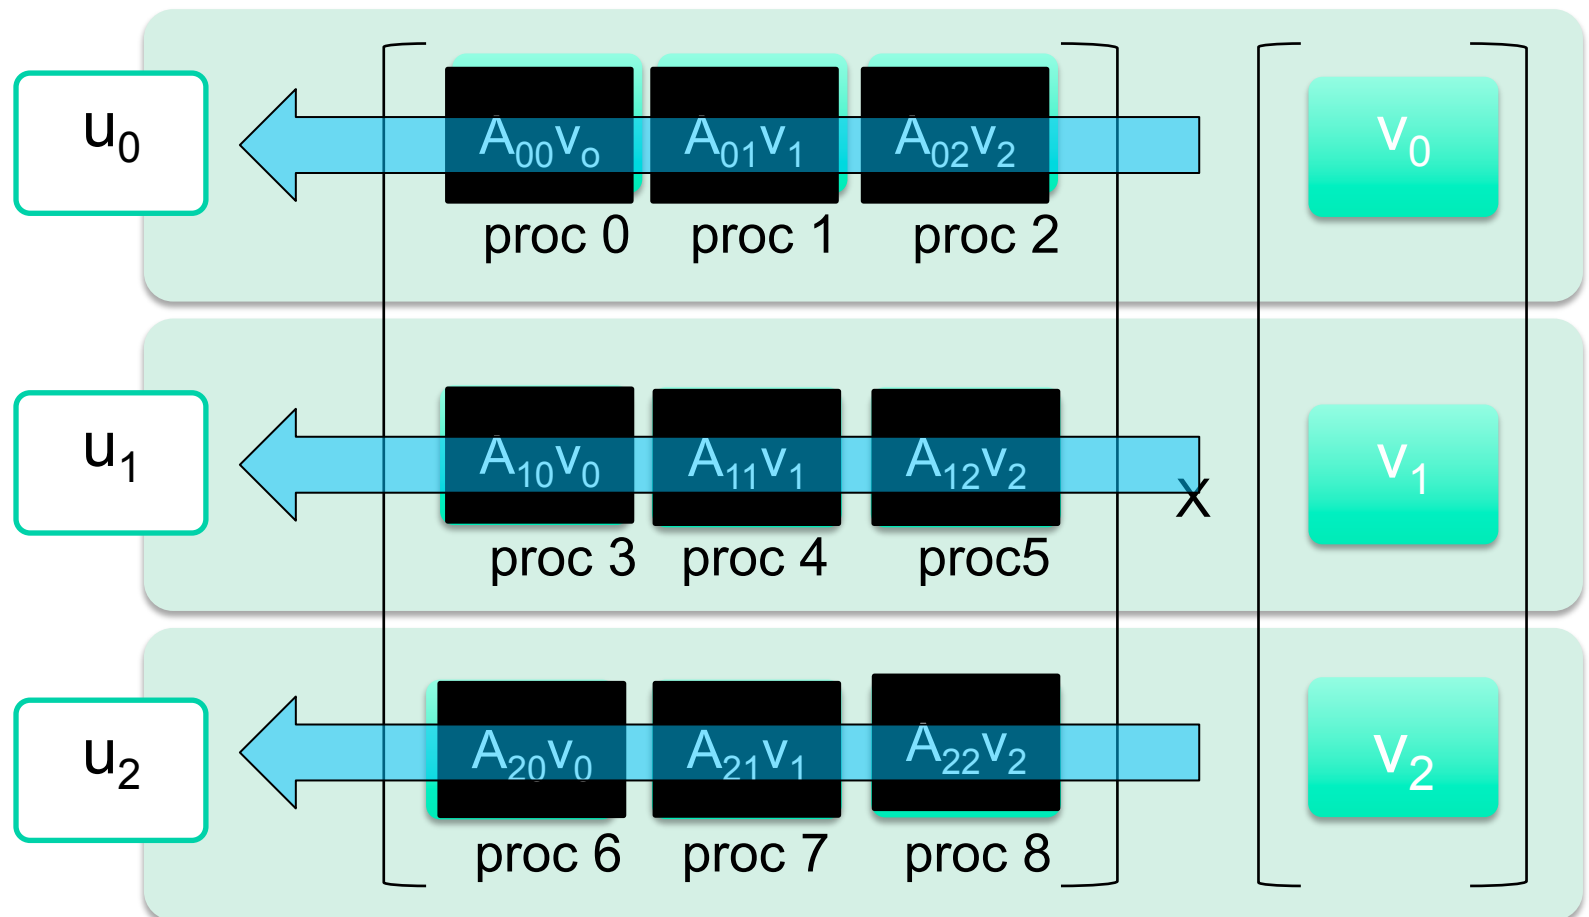 u₀ A₀₀vₒ A₀₁v₁ A₀₂v₂ v₀
proc 0 proc 1 proc 2
u₁ A₁₀v₀ A₁₁v₁ A₁₂v₂ v₁
X
proc 3 proc 4 proc5
u₂ A₂₀v₀ A₂₁v₁ A₂₂v₂ v₂
proc 6 proc 7 proc 8